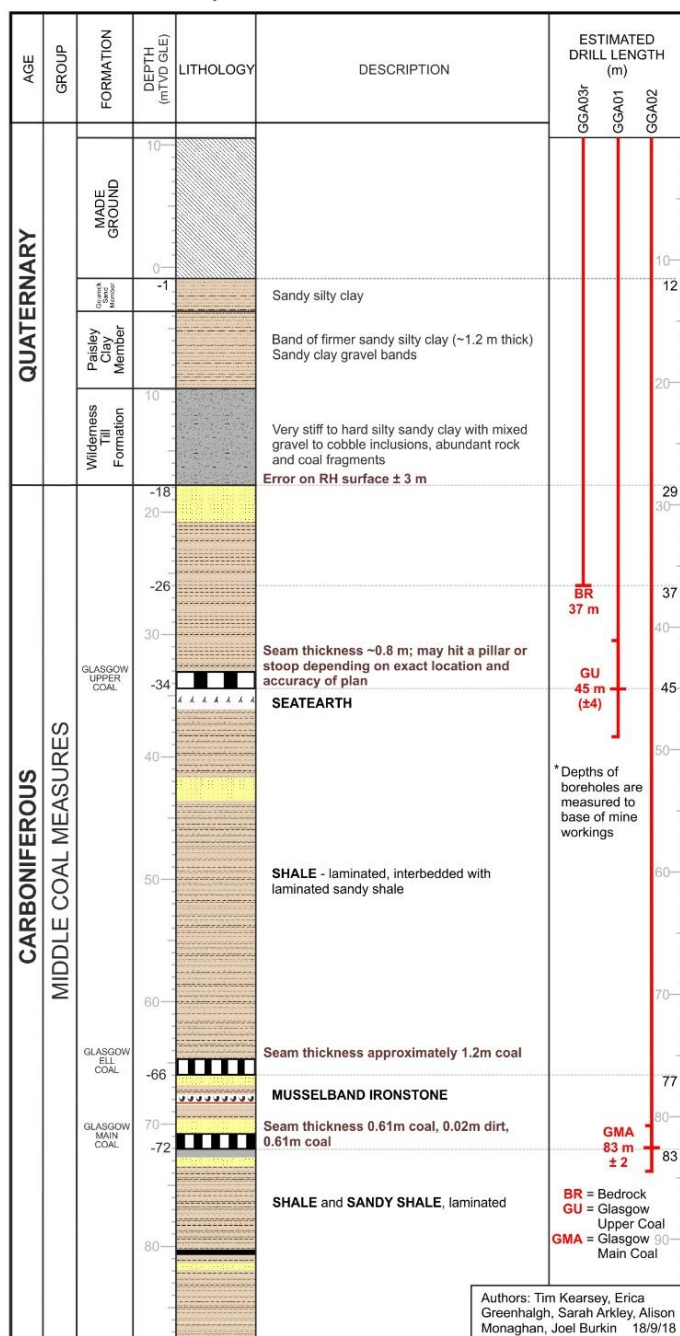 AGE
GROUP
FORMATION
DEPTH
(mTVD GLE)
LITHOLOGY
DESCRIPTION
ESTIMATED
DRILL LENGTH
(m)
GGA03r
GGA01
GGA02
QUATERNARY
MADE
GROUND
10
0
10
-1
12
Gourock
Sand
Member
Sandy silty clay
Paisley
Clay
Member
Band of firmer sandy silty clay (~1.2 m thick)
Sandy clay gravel bands
20
10
Wilderness
Till
Formation
Very stiff to hard silty sandy clay with mixed
gravel to cobble inclusions, abundant rock
and coal fragments
Error on RH surface ± 3 m
CARBONIFEROUS
MIDDLE COAL MEASURES
-18
29
20
30
-26
BR
37 m
37
30
40
GLASGOW
UPPER
COAL
-34
Seam thickness ~0.8 m; may hit a pillar or
stoop depending on exact location and
accuracy of plan
GU
45 m
(±4)
45
SEATEARTH
40
50
*Depths of
boreholes are
measured to
base of mine
workings
50
SHALE - laminated, interbedded with
laminated sandy shale
60
60
70
GLASGOW
ELL
COAL
-66
Seam thickness approximately 1.2m coal
77
MUSSELBAND IRONSTONE
70
80
GLASGOW
MAIN
COAL
-72
Seam thickness 0.61m coal, 0.02m dirt,
0.61m coal
GMA
83 m
± 2
83
SHALE and SANDY SHALE, laminated
80
90
BR = Bedrock
GU = Glasgow
Upper Coal
GMA = Glasgow
Main Coal
Authors: Tim Kearsey, Erica
Greenhalgh, Sarah Arkley, Alison
Monaghan, Joel Burkin 18/9/18